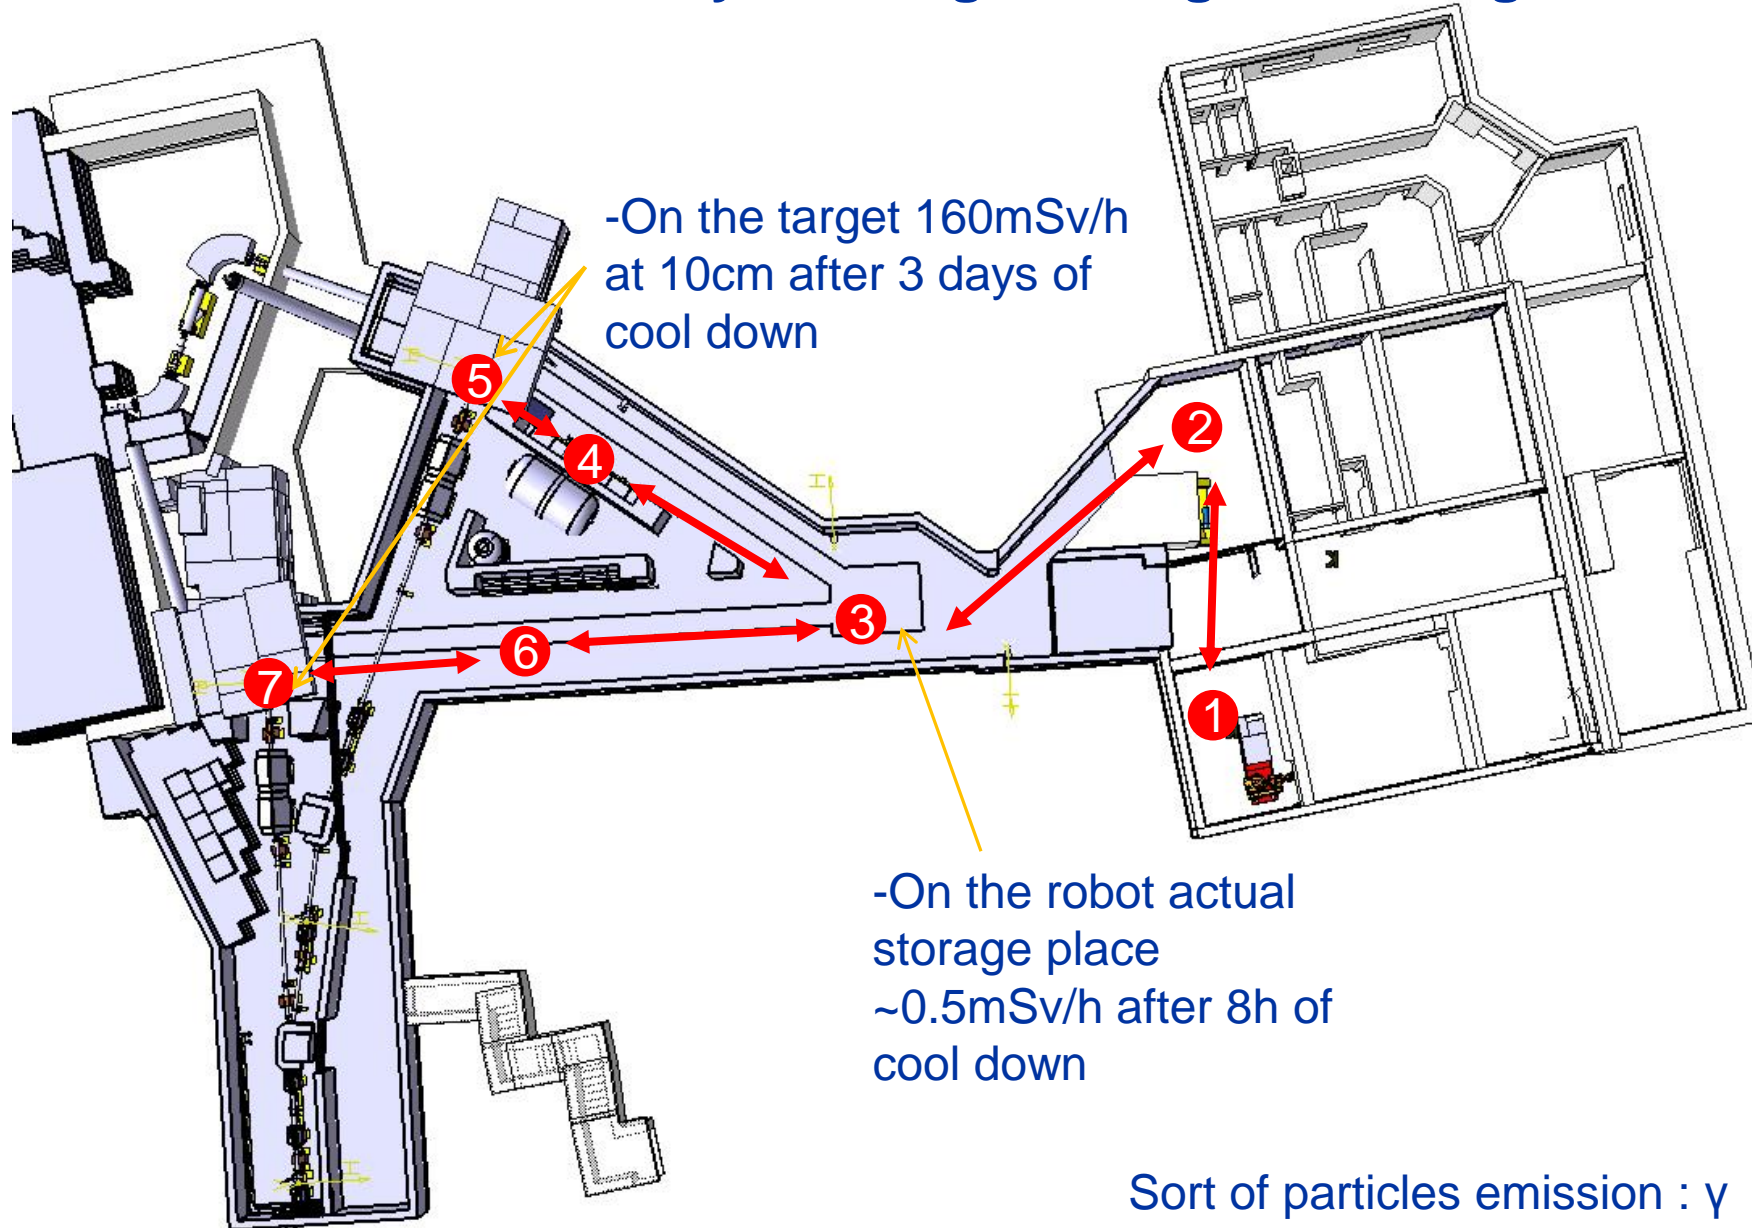 -On the target 160mSv/h
at 10cm after 3 days of
cool down
5
4
2
3
6
7
1
-On the robot actual
storage place
~0.5mSv/h after 8h of
cool down
Sort of particles emission : γ